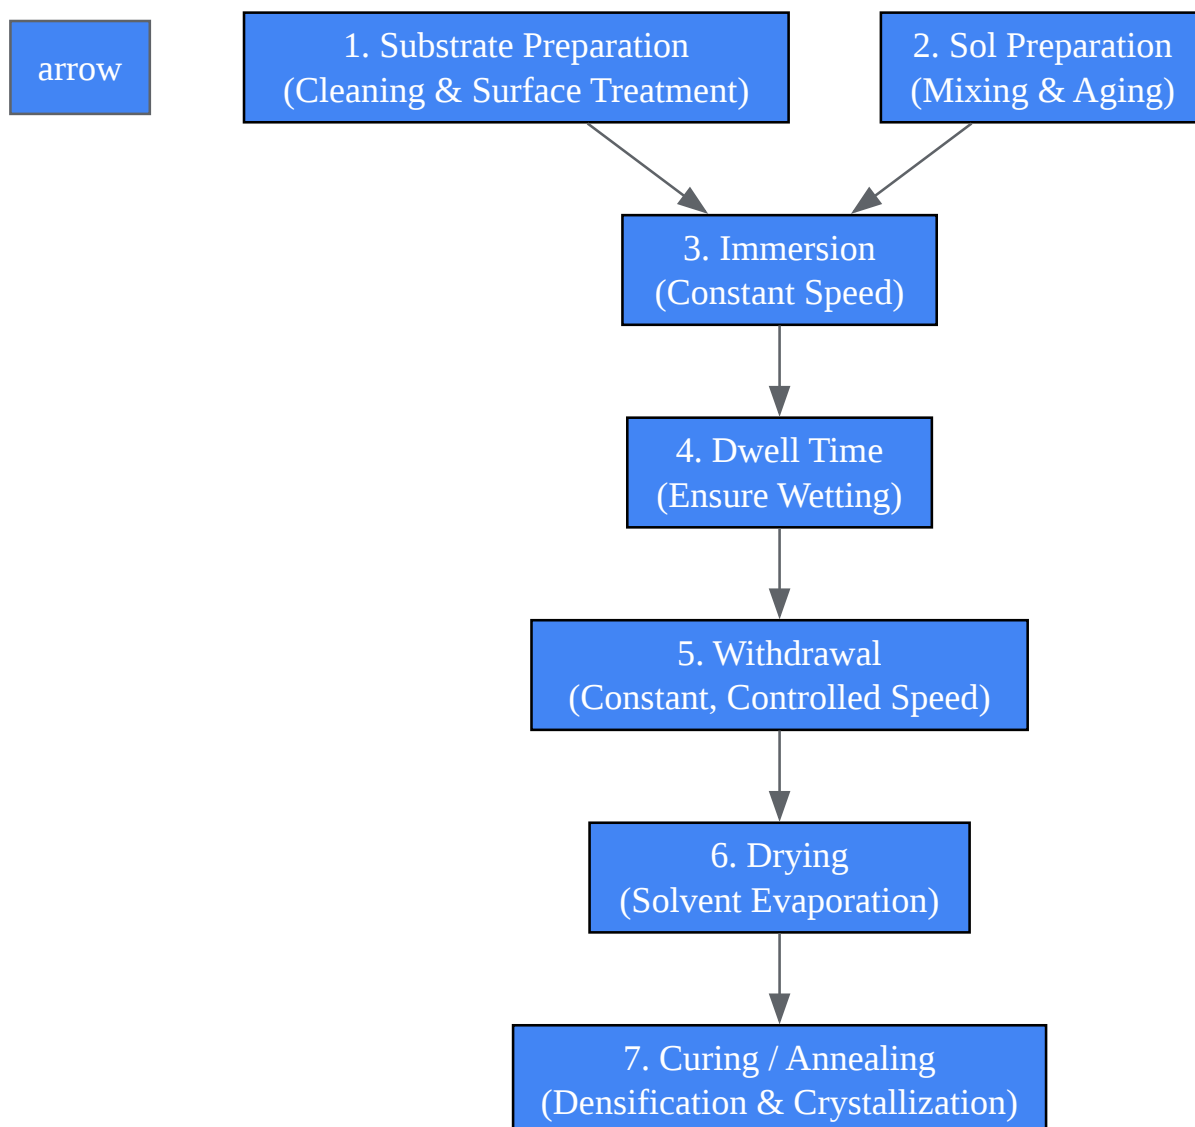 arrow
1. Substrate Preparation
(Cleaning & Surface Treatment)
2. Sol Preparation
(Mixing & Aging)
3. Immersion
(Constant Speed)
4. Dwell Time
(Ensure Wetting)
5. Withdrawal
(Constant, Controlled Speed)
6. Drying
(Solvent Evaporation)
7. Curing / Annealing
(Densification & Crystallization)